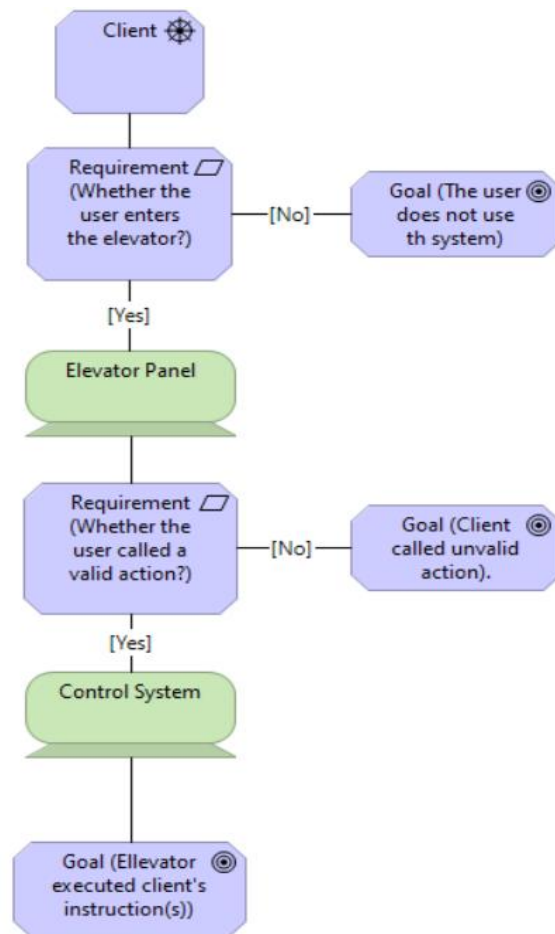 Client
Requirement
(Whether the
user enters
the elevator?)
[No]
Goal (The user
does not use
th system)
[Yes]
Elevator Panel
Requirement
(Whether the
user called a
valid action?)
[No]
Goal (Client
called unvalid
action).
[Yes]
Control System
Goal (Ellevator
executed client's
instruction(s))